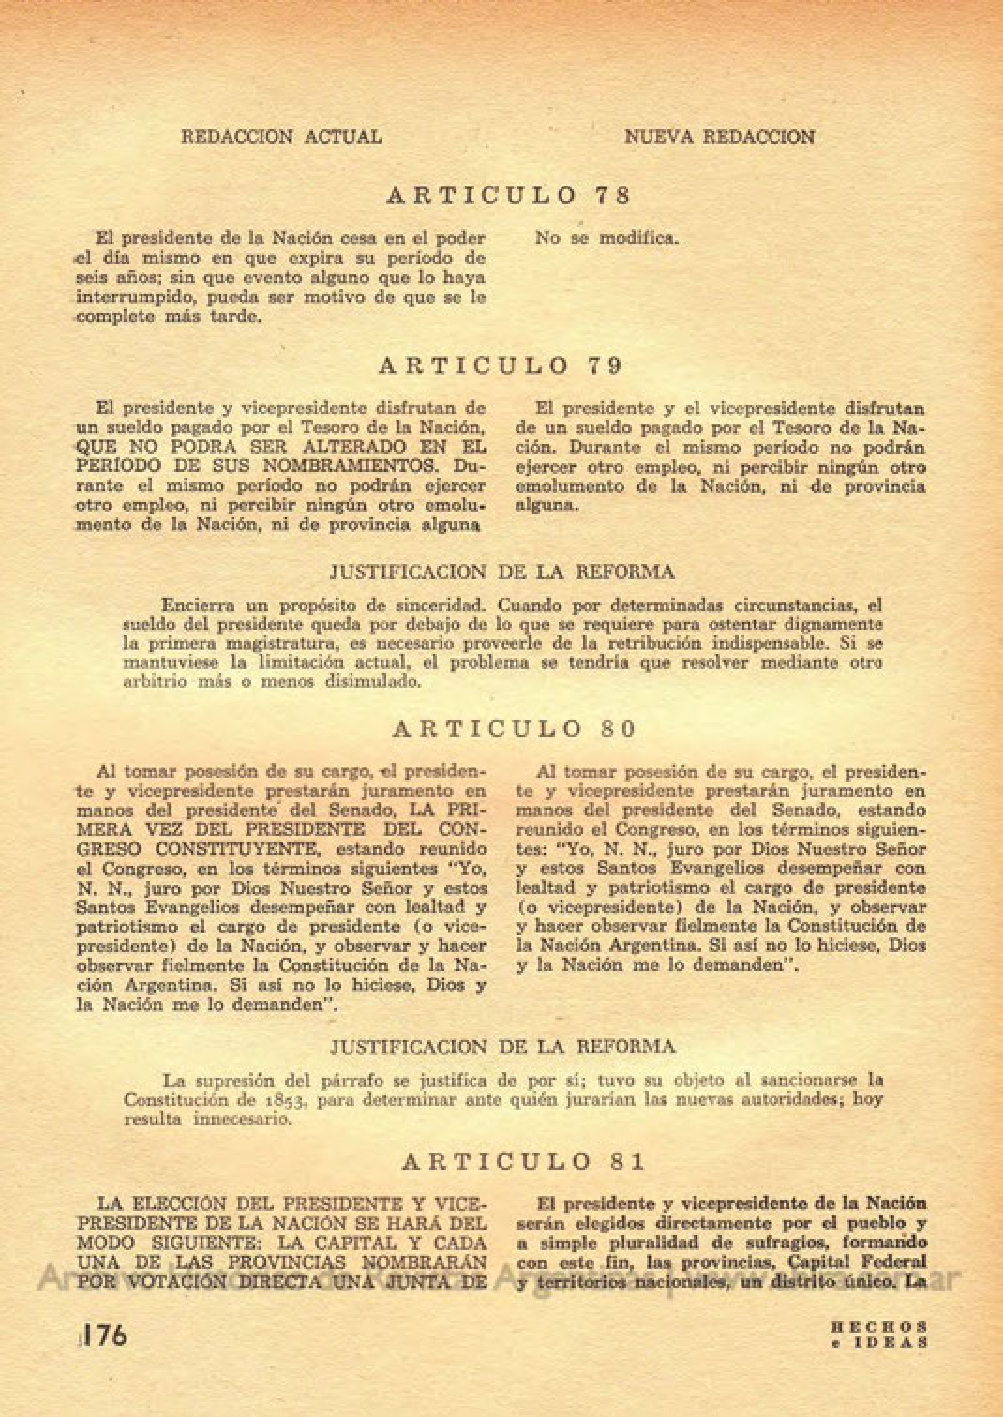 REDACCION ACTUAL
NUEVA REDACCION
ARTICULO 78
El presidente de la Nación cesa en el poder
el día mismo en que expira su período de
seis años; sin que evento alguno que lo haya
interrumpido, pueda ser motivo de que se le
complete más tarde.
No se modifica.
ARTICULO 79
El presidente y vicepresidente disfrutan de
un sueldo pagado por el Tesoro de la Nación,
QUE NO PODRA SER ALTERADO EN EL
PERÍODO DE SUS NOMBRAMIENTOS. Du-
rante el mismo período no podrán ejercer
otro empleo, ni percibir ningún otro emolu-
mento de la Nación, ni de provincia alguna
El presidente y el vicepresidente disfrutan
de un sueldo pagado por el Tesoro de la Na-
ción. Durante el mismo período no podrán
ejercer otro empleo, ni percibir ningún otro
emolumento de la Nación, ni de provincia
alguna.
JUSTIFICACION DE LA REFORMA
Encierra un propósito de sinceridad. Cuando por determinadas circunstancias, el
sueldo del presidente queda por debajo de lo que se requiere para ostentar dignamente
la primera magistratura, es necesario proveerle de la retribución indispensable. Si se
mantuviese la limitación actual, el problema se tendría que resolver mediante otro
arbitrio más o menos disimulado.
ARTICULO 80
Al tomar posesión de su cargo, el presiden-
te y vicepresidente prestarán juramento en
manos del presidente del Senado, LA PRI-
MERA VEZ DEL PRESIDENTE DEL CON-
GRESO CONSTITUYENTE, estando reunido
el Congreso, en los términos siguientes "Yo,
N. N., juro por Dios Nuestro Señor y estos
Santos Evangelios desempeñar con lealtad y
patriotismo el cargo de presidente (o vice-
presidente) de la Nación, y observar y hacer
observar fielmente la Constitución de la Na-
ción Argentina. Si así no lo hiciese, Dios y
la Nación me lo demanden".
Al tomar posesión de su cargo, el presiden-
te y vicepresidente prestarán juramento en
manos del presidente del Senado, estando
reunido el Congreso, en los términos siguien-
tes: "Yo, N. N., juro por Dios Nuestro Señor
y estos Santos Evangelios desempeñar con
lealtad y patriotismo el cargo de presidente
(o vicepresidente) de la Nación, y observar
y hacer observar fielmente la Constitución de
la Nación Argentina. Si así no lo hiciese, Dios
y la Nación me lo demanden".
JUSTIFICACION DE LA REFORMA
La supresión del párrafo se justifica de por sí; tuvo su objeto al sancionarse la
Constitución de 1853, para determinar ante quién jurarían las nuevas autoridades; hoy
resulta innecesario.
ARTICULO 81
LA ELECCIÓN DEL PRESIDENTE Y VICE-
PRESIDENTE DE LA NACIÓN SE HARÁ DEL
MODO SIGUIENTE: LA CAPITAL Y CADA
UNA DE LAS PROVINCIAS NOMBRARÁN
POR VOTACIÓN DIRECTA UNA JUNTA DE
El presidente y vicepresidente de la Nación
serán elegidos directamente por el pueblo y
a simple pluralidad de sufragios, formando
con este fin, las provincias, Capital Federal
y territorios nacionales, un distrito único. La
176
HECHOS
e IDEAS